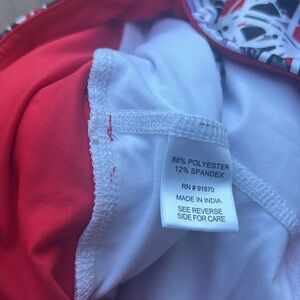 88% POLYESTER
12% SPANDEX
RN # 91870
MADE IN INDIA
SEE REVERSE
SIDE FOR CARE